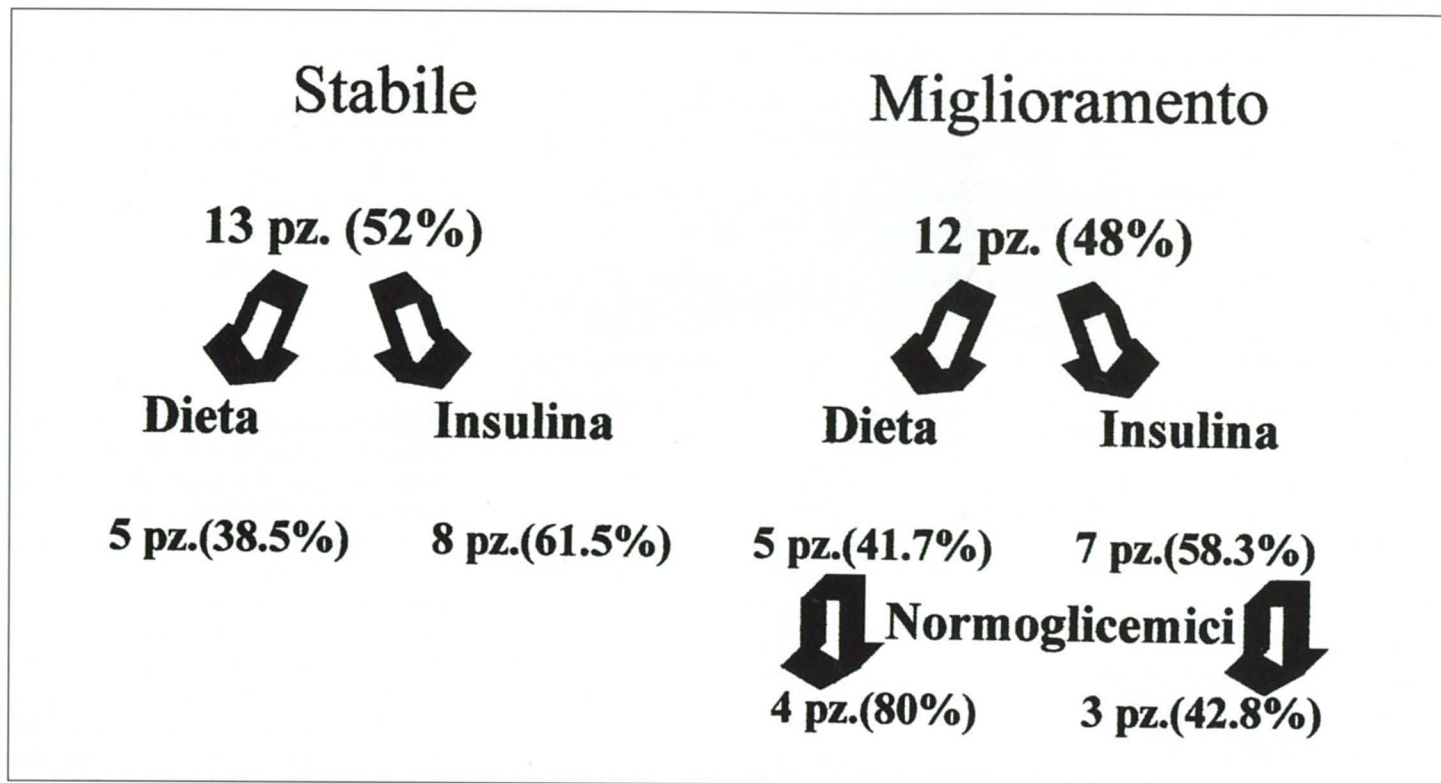 Stabile
Miglioramento
13 pz. (52%)
12 pz. (48%)
Dieta
Insulina
Dieta
Insulina
5 pz.(38.5%)
8 pz.(61.5%)
5 pz.(41.7%)
7 pz.(58.3%)
Normoglicemici
4 pz.(80%)
3 pz.(42.8%)